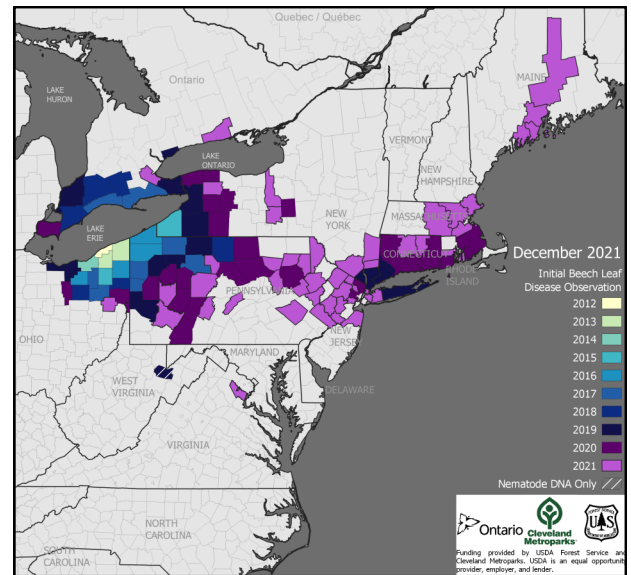 Quebec / Québec
Ontario
LAKE
HURON
MAINE
LAKE
ONTARIO
VERMONT
NEW
HAMPSHIRE
LAKE
ERIE
NEW
YORK
MASSACHUSETTS
CONNECTICUT
RHODE
ISLAND
PENNSYLVANIA
OHIO
NEW
JERSEY
MARYLAND
DELAWARE
WEST
VIRGINIA
VIRGINIA
NORTH
CAROLINA
SOUTH
CAROLINA
December 2021
Initial Beech Leaf
Disease Observation
2012
2013
2014
2015
2016
2017
2018
2019
2020
2021
Nematode DNA Only
Ontario
Cleveland
Metroparks
FOREST SERVICE
UAS
Funding provided by USDA Forest Service and
Cleveland Metroparks. USDA is an equal opportunity
provider, employer, and lender.